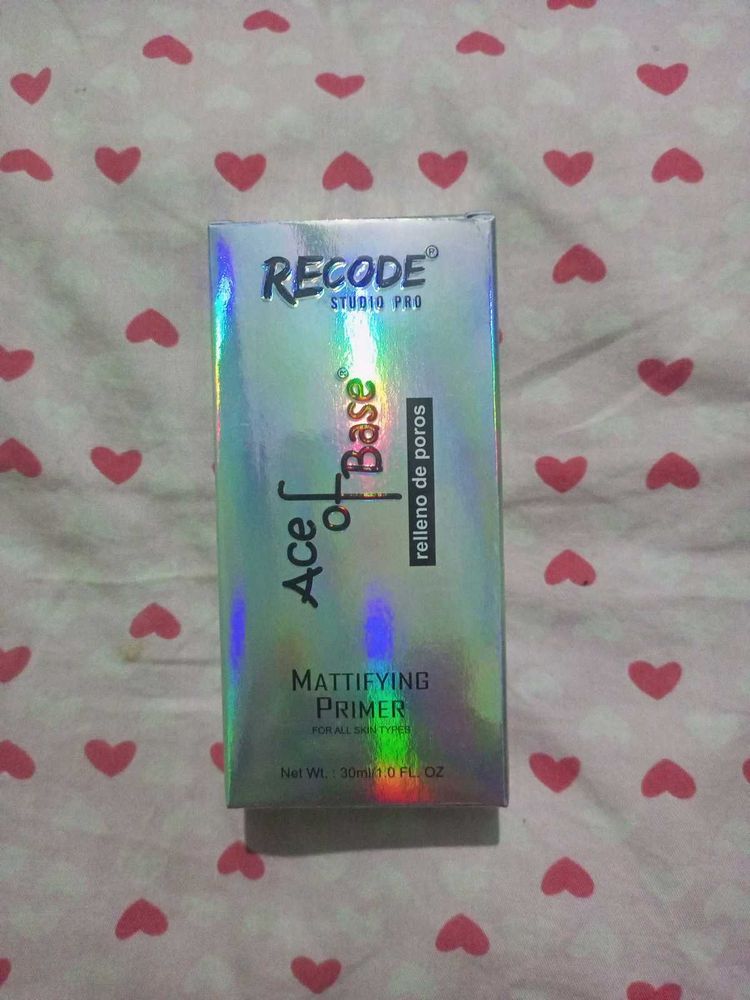 RECODE®
STUDIO PRO
Ace of Base®
relleno de poros
MATTIFYING
PRIMER
FOR ALL SKIN TYPES
Net Wt. : 30ml/1.0 FL. OZ